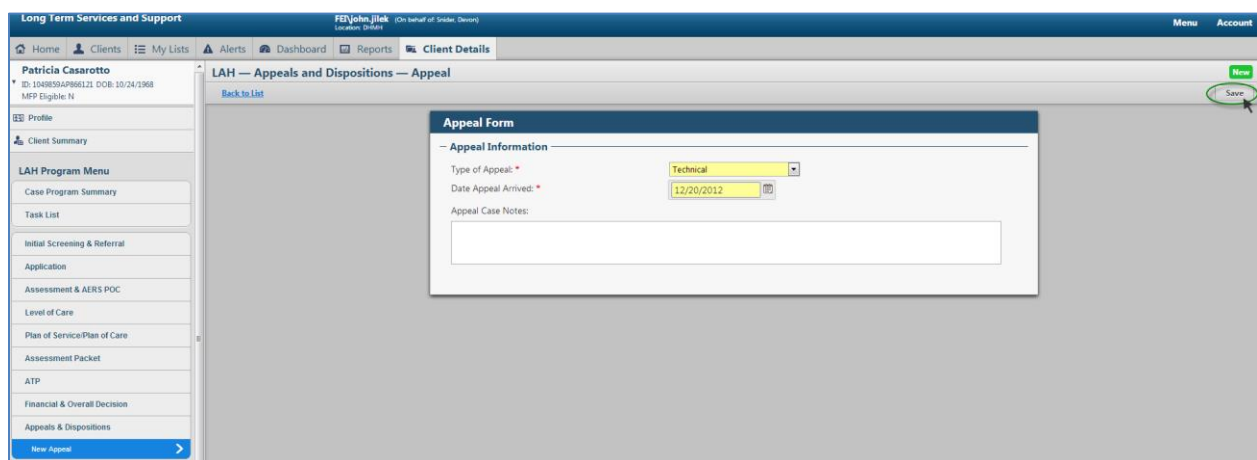 Long Term Services and Support
FEI\john.jilek (On behalf of: Snider, Devon)
Location: DHMH
Menu Account
Home Clients My Lists Alerts Dashboard Reports Client Details
Patricia Casarotto
ID: 1049859AP866121 DOB: 10/24/1968
MFP Eligible: N
LAH — Appeals and Dispositions — Appeal
New
Back to List
Save
Profile
Client Summary
LAH Program Menu
Case Program Summary
Task List
Initial Screening & Referral
Application
Assessment & AERS POC
Level of Care
Plan of Service/Plan of Care
Assessment Packet
ATP
Financial & Overall Decision
Appeals & Dispositions
New Appeal
Appeal Form
Appeal Information
Type of Appeal: * Technical
Date Appeal Arrived: * 12/20/2012
Appeal Case Notes: